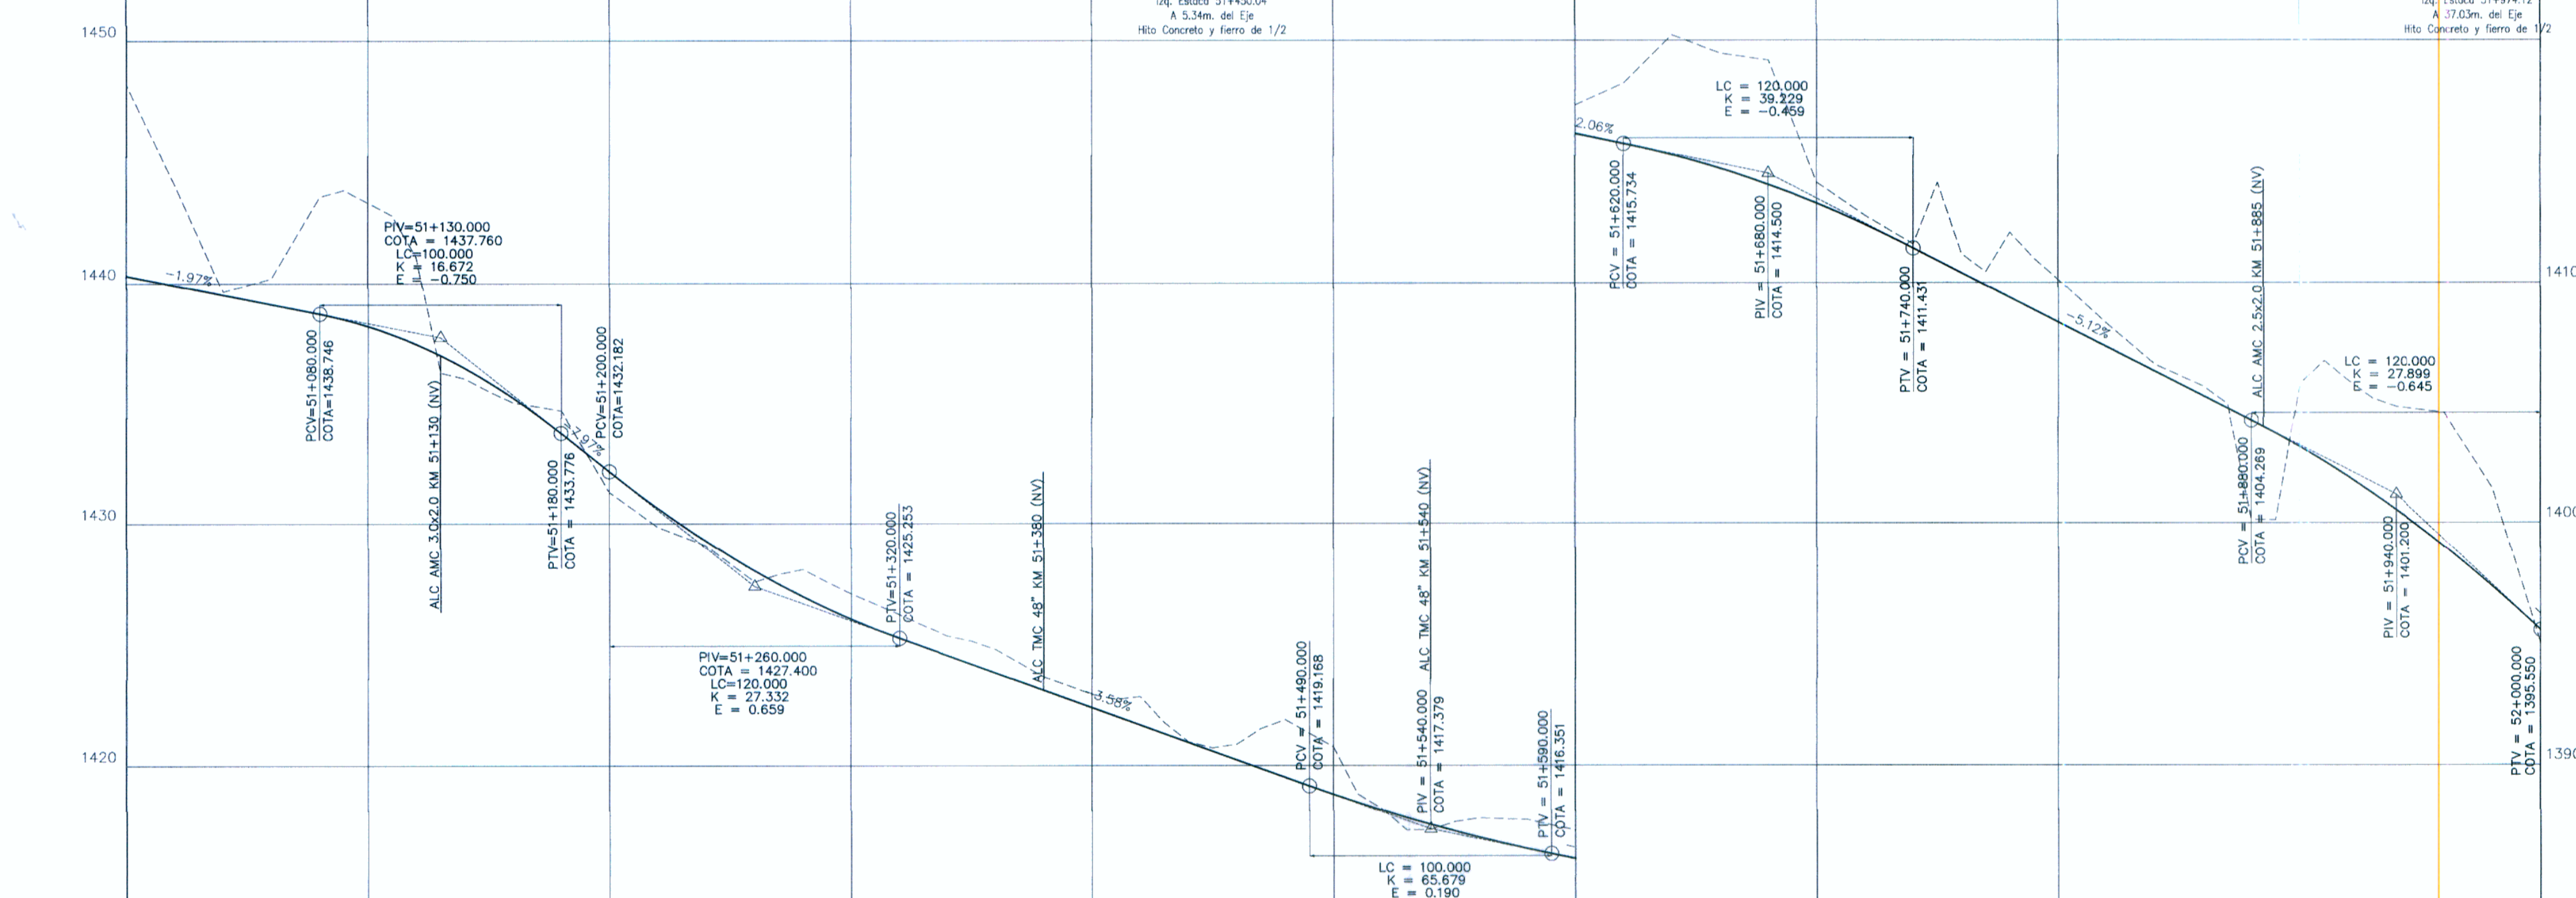 A 5.34m. del Eje
Hito Concreto y fierro de 1/2
A 37.03m. del Eje
Hito Concreto y fierro de 1/2
1450
1440
1430
1420
1410
1400
1390
-1.97%
PCV=51+080.000
COTA=1438.746
PIV=51+130.000
COTA = 1437.760
LC=100.000
K = 16.672
E = -0.750
ALC AMC 3.0x2.0 KM 51+130 (NV)
PTV=51+180.000
COTA = 1433.776
-7.97%
PCV=51+200.000
COTA=1432.182
PIV=51+260.000
COTA = 1427.400
LC=120.000
K = 27.332
E = 0.659
PTV=51+320.000
COTA = 1425.253
ALC TMC 48" KM 51+380 (NV)
-3.58%
PCV = 51+490.000
COTA = 1419.168
PIV = 51+540.000
COTA = 1417.379
ALC TMC 48" KM 51+540 (NV)
LC = 100.000
K = 65.679
E = 0.190
PTV = 51+590.000
COTA = 1416.351
2.06%
PCV = 51+620.000
COTA = 1415.734
LC = 120.000
K = 39.229
E = -0.459
PIV = 51+680.000
COTA = 1414.500
PTV = 51+740.000
COTA = 1411.431
-5.12%
ALC AMC 2.5x2.0 KM 51+885 (NV)
PCV = 51+880.000
COTA = 1404.269
LC = 120.000
K = 27.899
E = -0.645
PIV = 51+940.000
COTA = 1401.200
PTV = 52+000.000
COTA = 1395.550